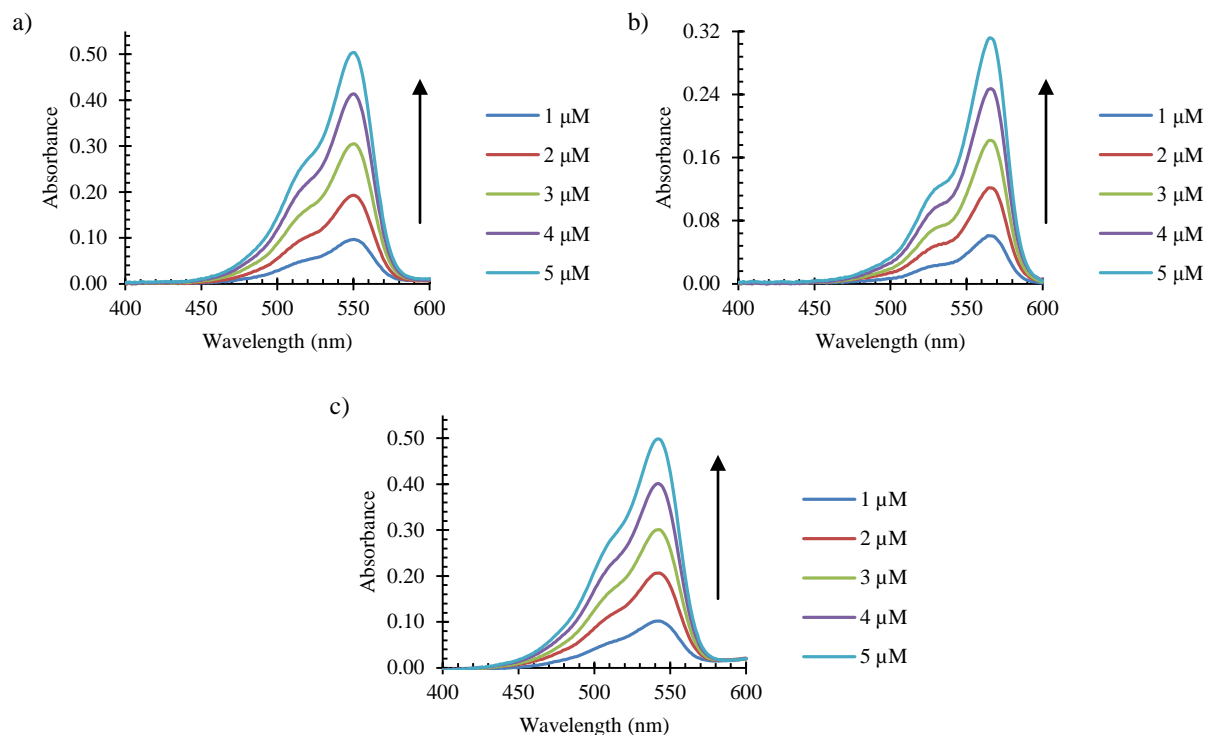 a)
0.50
0.40
0.30
0.20
0.10
0.00
Absorbance
400 450 500 550 600
Wavelength (nm)
1 μM
2 μM
3 μM
4 μM
5 μM
b)
0.32
0.24
0.16
0.08
0.00
Absorbance
400 450 500 550 600
Wavelength (nm)
1 μM
2 μM
3 μM
4 μM
5 μM
c)
0.50
0.40
0.30
0.20
0.10
0.00
Absorbance
400 450 500 550 600
Wavelength (nm)
1 µM
2 µM
3 µM
4 µM
5 µM